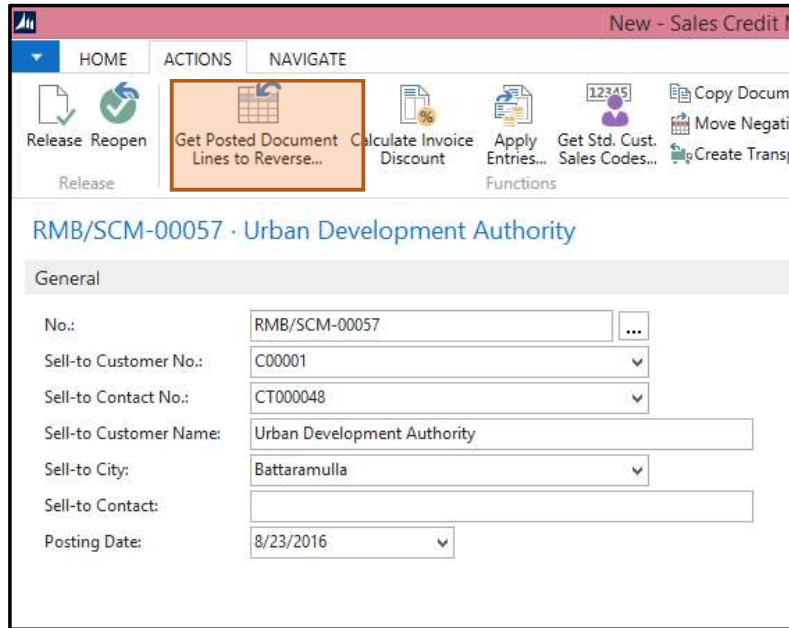 New - Sales Credit
HOME ACTIONS NAVIGATE
Release Reopen
Release
Get Posted Document
Lines to Reverse...
Calculate Invoice
Discount
Apply
Entries...
12345
Get Std. Cust.
Sales Codes...
Copy Docum
Move Negati
Create Transp
Functions
RMB/SCM-00057 · Urban Development Authority
General
No.: RMB/SCM-00057 ...
Sell-to Customer No.: C00001
Sell-to Contact No.: CT000048
Sell-to Customer Name: Urban Development Authority
Sell-to City: Battaramulla
Sell-to Contact:
Posting Date: 8/23/2016